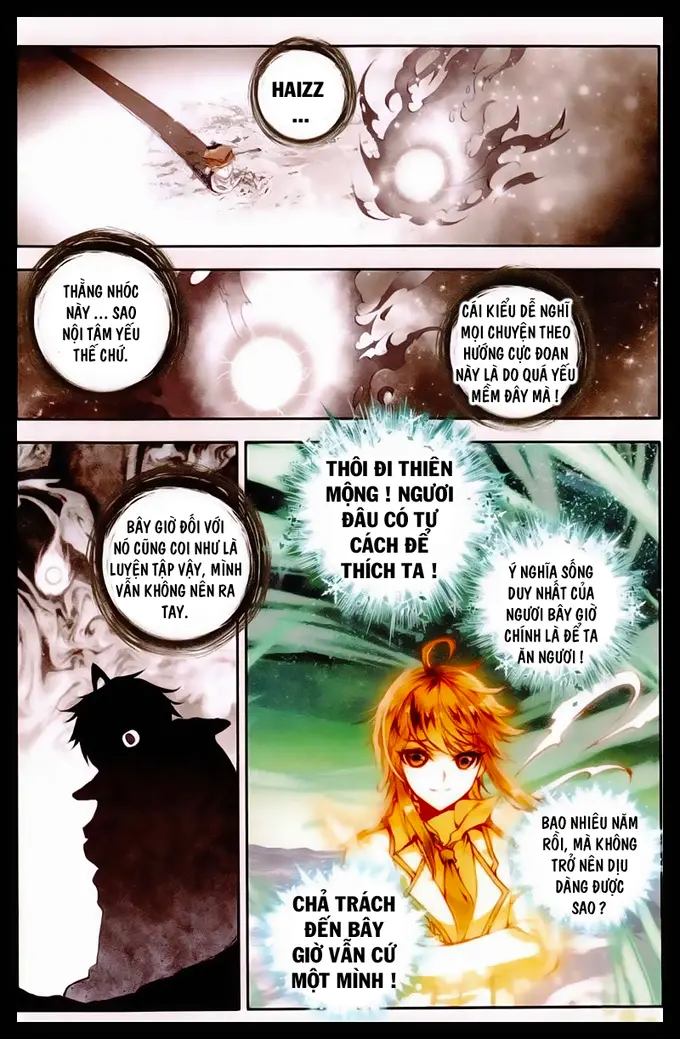 HAIZZ
...
THẰNG NHÓC
NÀY ... SAO
NỘI TÂM YẾU
THẾ CHỨ.
CÁI KIỂU DỄ NGHĨ
MỌI CHUYỆN THEO
HƯỚNG CỰC ĐOAN
NÀY LÀ DO QUÁ YẾU
MỀM ĐÂY MÀ !
BÂY GIỜ ĐỐI VỚI
NÓ CŨNG COI NHƯ LÀ
LUYỆN TẬP VẬY, MÌNH
VẪN KHÔNG NÊN RA
TAY.
THÔI ĐI THIÊN
MỘNG ! NGƯƠI
ĐÂU CÓ TỰ
CÁCH ĐỂ
THÍCH TA !
Ý NGHĨA SỐNG
DUY NHẤT CỦA
NGƯƠI BÂY GIỜ
CHÍNH LÀ ĐỂ TA
ĂN NGƯƠI !
BAO NHIÊU NĂM
RỒI, MÀ KHÔNG
TRỞ NÊN DỊU
DÀNG ĐƯỢC
SAO ?
CHẢ TRÁCH
ĐẾN BÂY
GIỜ VẪN CỨ
MỘT MÌNH !